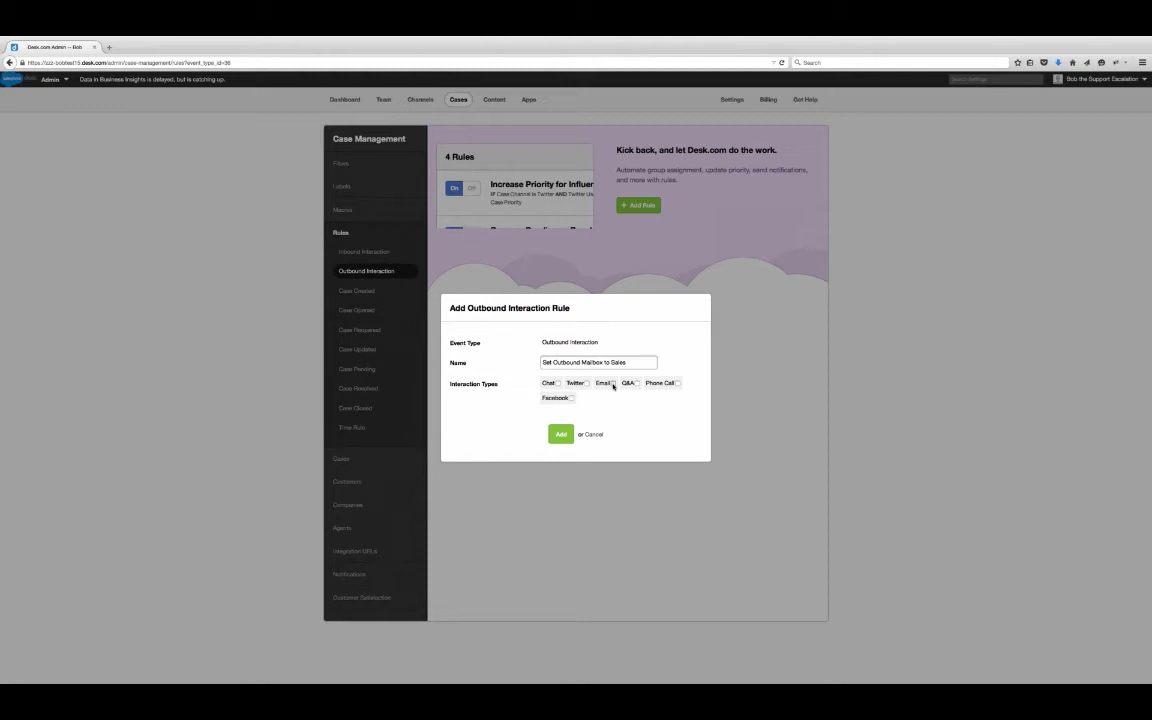 Desk.com Admin -- Bob
https://zzz-bobtest15.desk.com/admin/case-management/rules?event_type_id=36
Search
Admin
Data in Business Insights is delayed, but is catching up.
Search Settings
Bob the Support Escalation
Dashboard Team Channels Cases Content Apps Settings Billing Get Help
Case Management
Filters
Labels
Macros
Rules
Inbound Interaction
Outbound Interaction
Case Created
Case Opened
Case Reopened
Case Updated
Case Pending
Case Resolved
Case Closed
Time Rule
Cases
Customers
Companies
Agents
Integration URLs
Notifications
Customer Satisfaction
4 Rules
On Off
Increase Priority for Influer
IF Case Channel is Twitter AND Twitter Us
Case Priority
Kick back, and let Desk.com do the work.
Automate group assignment, update priority, send notifications,
and more with rules.
+ Add Rule
Add Outbound Interaction Rule
Event Type Outbound Interaction
Name Set Outbound Mailbox to Sales
Interaction Types Chat Twitter Email Q&A Phone Call
Facebook
Add or Cancel